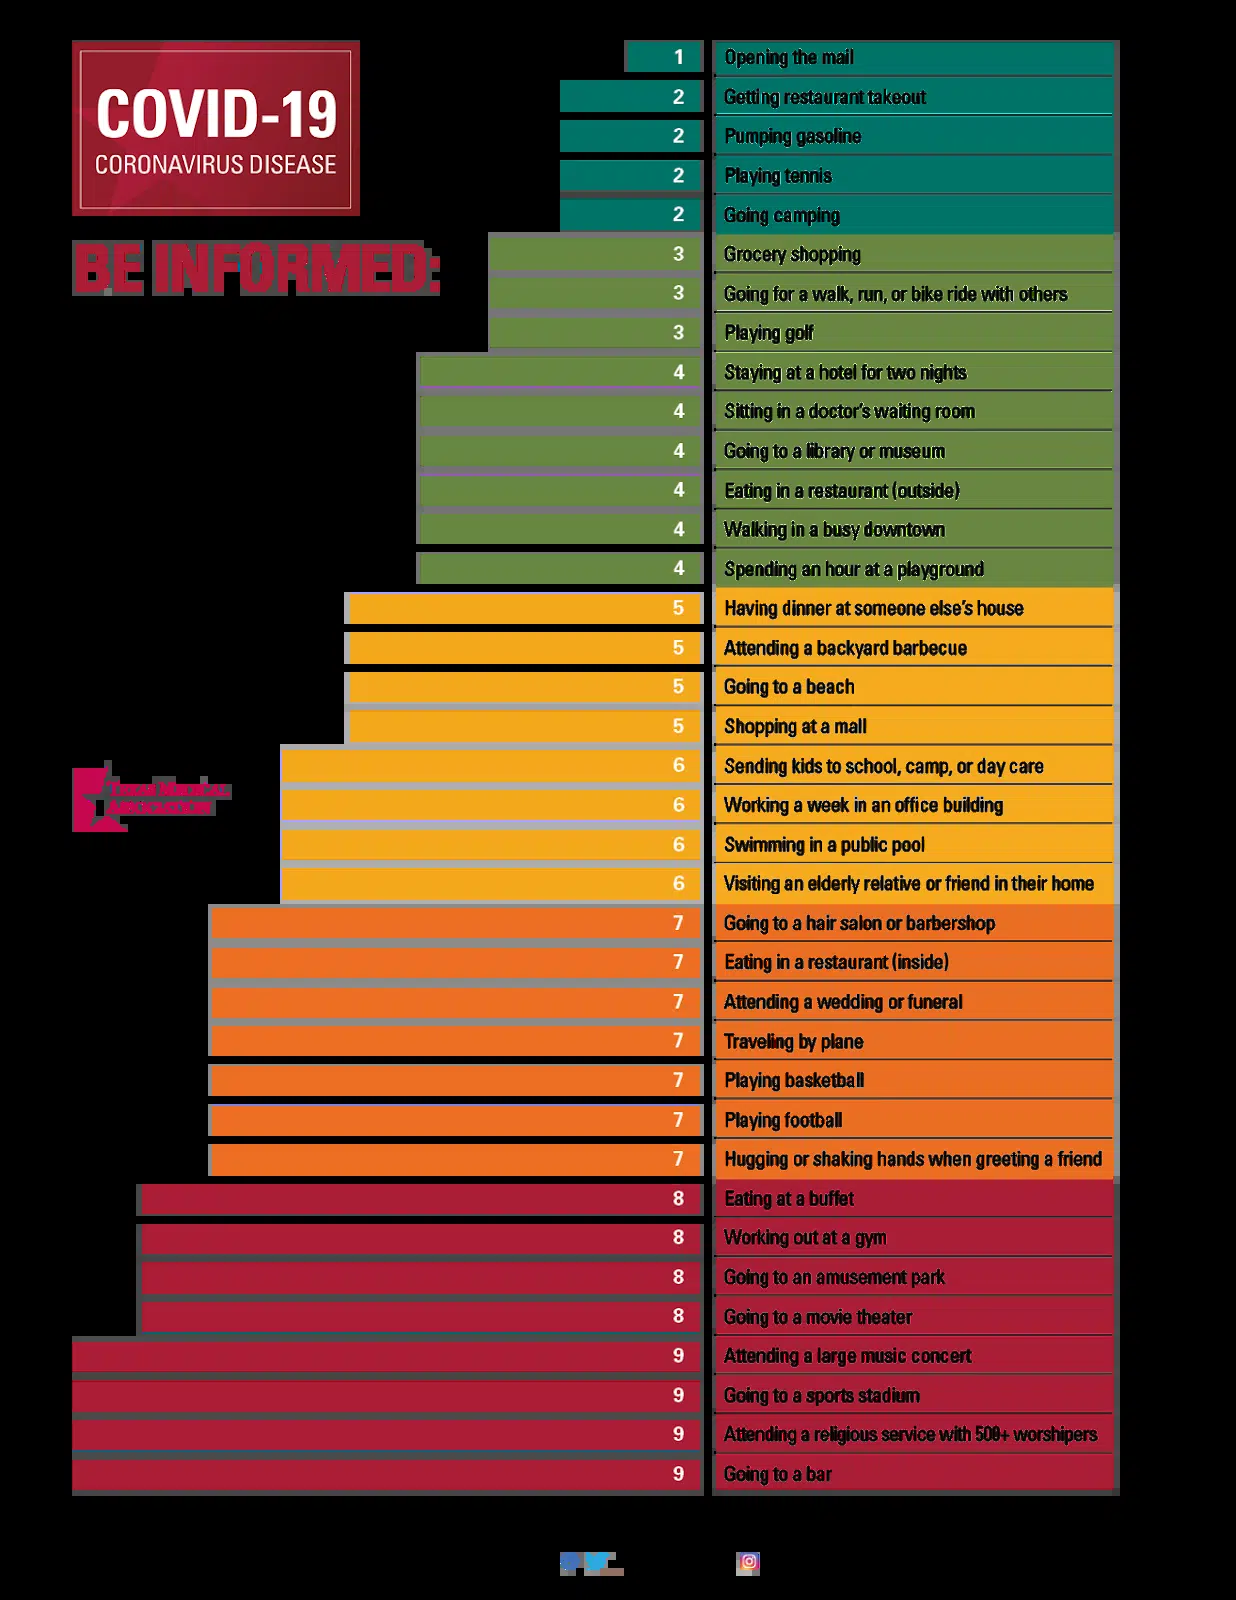 COVID-19
CORONAVIRUS DISEASE
BE INFORMED:
1 Opening the mail
2 Getting restaurant takeout
2 Pumping gasoline
2 Playing tennis
2 Going camping
3 Grocery shopping
3 Going for a walk, run, or bike ride with others
3 Playing golf
4 Staying at a hotel for two nights
4 Sitting in a doctor's waiting room
4 Going to a library or museum
4 Eating in a restaurant (outside)
4 Walking in a busy downtown
4 Spending an hour at a playground
5 Having dinner at someone else's house
5 Attending a backyard barbecue
5 Going to a beach
5 Shopping at a mall
6 Sending kids to school, camp, or day care
6 Working a week in an office building
6 Swimming in a public pool
6 Visiting an elderly relative or friend in their home
7 Going to a hair salon or barbershop
7 Eating in a restaurant (inside)
7 Attending a wedding or funeral
7 Traveling by plane
7 Playing basketball
7 Playing football
7 Hugging or shaking hands when greeting a friend
8 Eating at a buffet
8 Working out at a gym
8 Going to an amusement park
8 Going to a movie theater
9 Attending a large music concert
9 Going to a sports stadium
9 Attending a religious service with 500+ worshipers
9 Going to a bar
TEXAS MEDICAL
ASSOCIATION